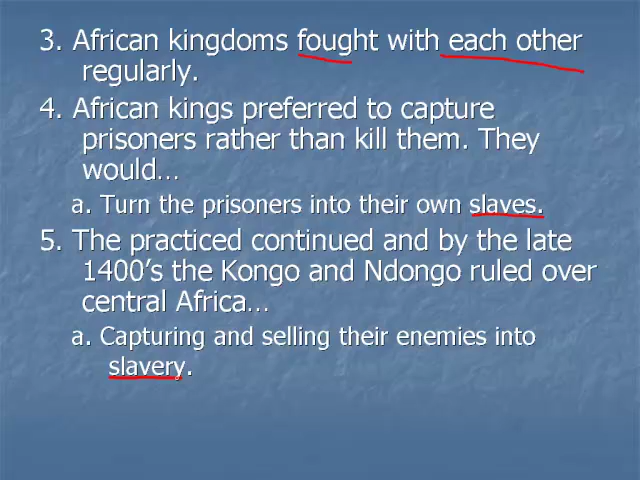 3. African kingdoms fought with each other
regularly.
4. African kings preferred to capture
prisoners rather than kill them. They
would…
a. Turn the prisoners into their own slaves.
5. The practiced continued and by the late
1400’s the Kongo and Ndongo ruled over
central Africa…
a. Capturing and selling their enemies into
slavery.